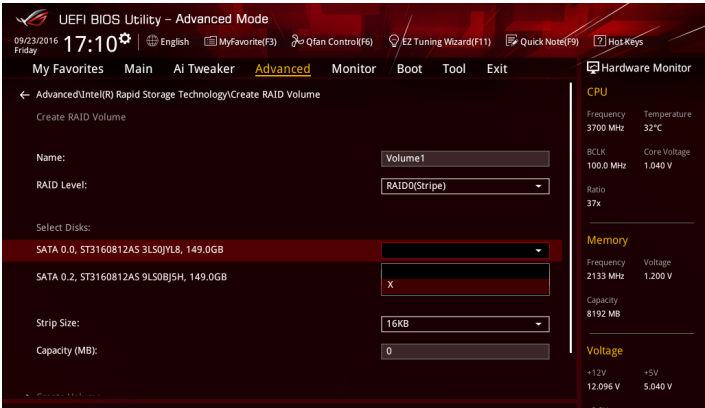 UEFI BIOS Utility – Advanced Mode
09/23/2016 Friday 17:10 English MyFavorite(F3) Qfan Control(F6) EZ Tuning Wizard(F11) Quick Note(F9) ? Hot Keys
My Favorites Main Ai Tweaker Advanced Monitor Boot Tool Exit
Hardware Monitor
← Advanced\Intel(R) Rapid Storage Technology\Create RAID Volume
Create RAID Volume
Name: Volume1
RAID Level: RAID0(Stripe)
Select Disks:
SATA 0.0, ST3160812AS 3LS0JYL8, 149.0GB
SATA 0.2, ST3160812AS 9LS0BJ5H, 149.0GB
X
Strip Size: 16KB
Capacity (MB): 0
Create Volume
CPU
Frequency Temperature
3700 MHz 32°C
BCLK Core Voltage
100.0 MHz 1.040 V
Ratio
37x
Memory
Frequency Voltage
2133 MHz 1.200 V
Capacity
8192 MB
Voltage
+12V +5V
12.096 V 5.040 V